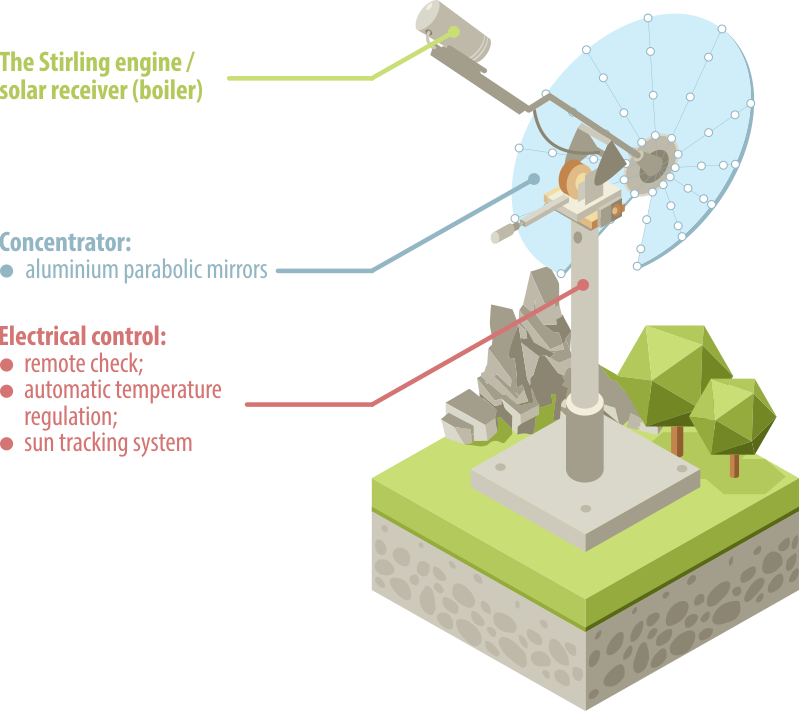 The Stirling engine /
solar receiver (boiler)
Concentrator:
● aluminium parabolic mirrors
Electrical control:
● remote check;
● automatic temperature
regulation;
● sun tracking system